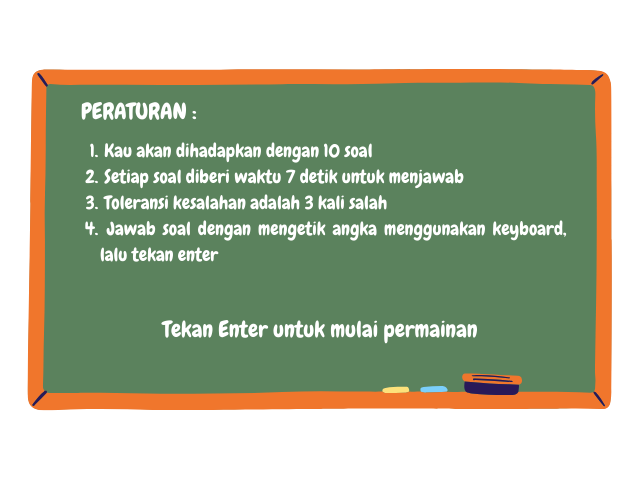 PERATURAN :
1. Kau akan dihadapkan dengan 10 soal
2. Setiap soal diberi waktu 7 detik untuk menjawab
3. Toleransi kesalahan adalah 3 kali salah
4. Jawab soal dengan mengetik angka menggunakan keyboard,
lalu tekan enter
Tekan Enter untuk mulai permainan